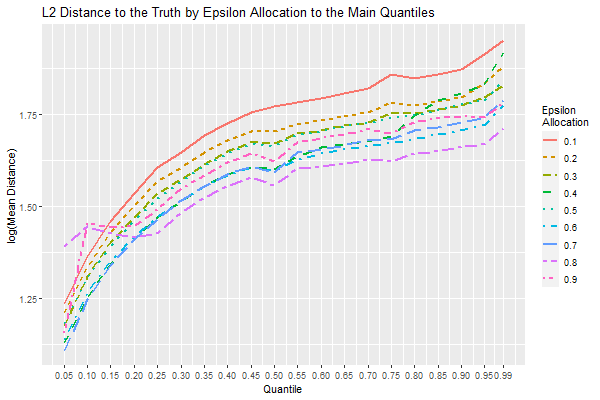 L2 Distance to the Truth by Epsilon Allocation to the Main Quantiles
log(Mean Distance)
1.75
1.50
1.25
0.05 0.10 0.15 0.20 0.25 0.30 0.35 0.40 0.45 0.50 0.55 0.60 0.65 0.70 0.75 0.80 0.85 0.90 0.95 0.99
Quantile
Epsilon
Allocation
0.1
0.2
0.3
0.4
0.5
0.6
0.7
0.8
0.9